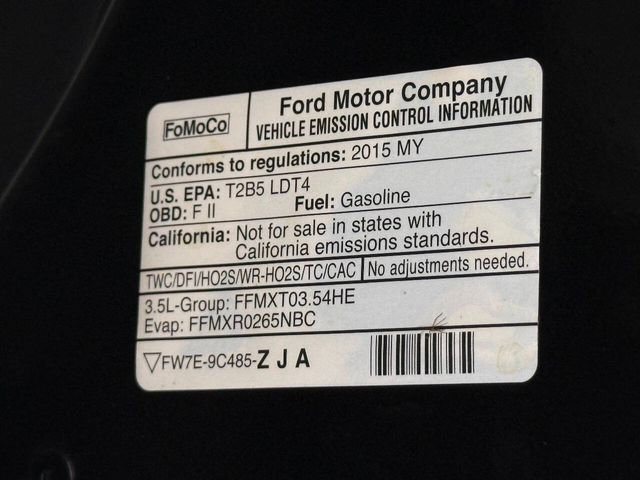 FoMoCo
Ford Motor Company
VEHICLE EMISSION CONTROL INFORMATION
Conforms to regulations: 2015 MY
U.S. EPA: T2B5 LDT4
OBD: F II Fuel: Gasoline
California: Not for sale in states with
California emissions standards.
TWC/DFI/HO2S/WR-HO2S/TC/CAC No adjustments needed.
3.5L-Group: FFMXT03.54HE
Evap: FFMXR0265NBC
▽FW7E-9C485-ZJA